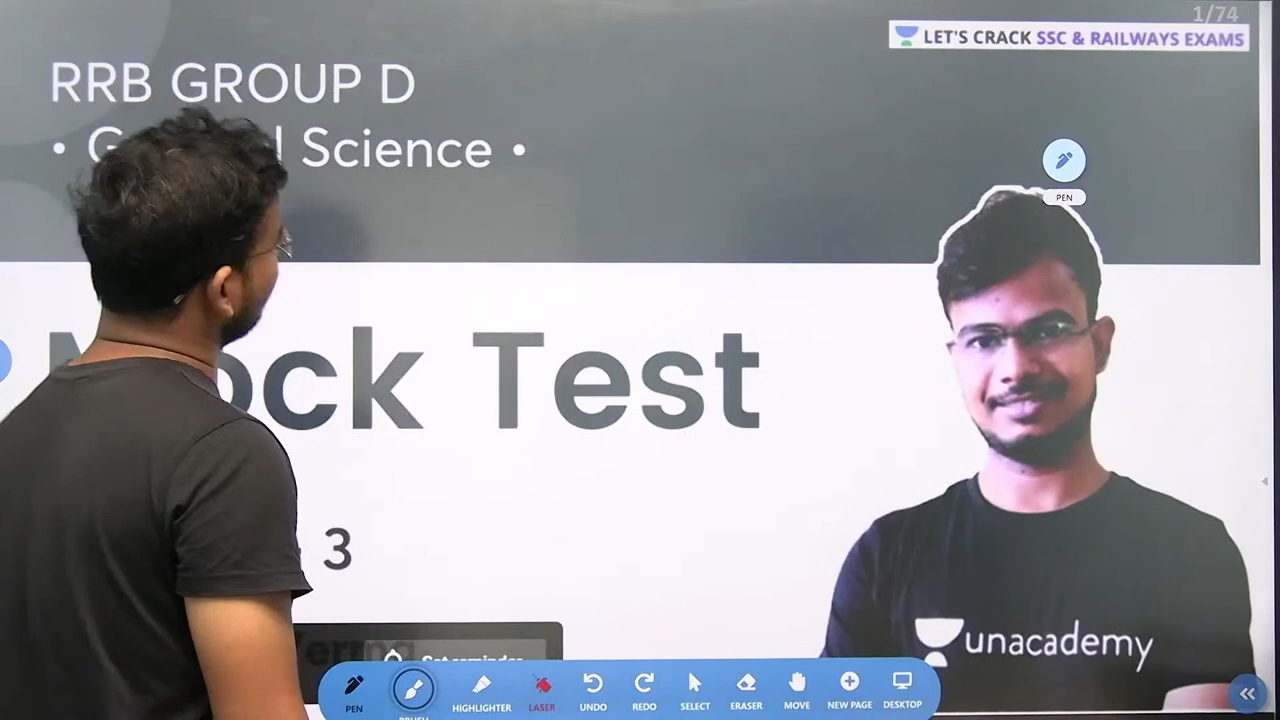 1/74
LET'S CRACK SSC & RAILWAYS EXAMS
RRB GROUP D
• Science •
PEN
ock Test
3
unacademy
PEN
HIGHLIGHTER
LASER
UNDO
REDO
SELECT
ERASER
MOVE
NEW PAGE
DESKTOP